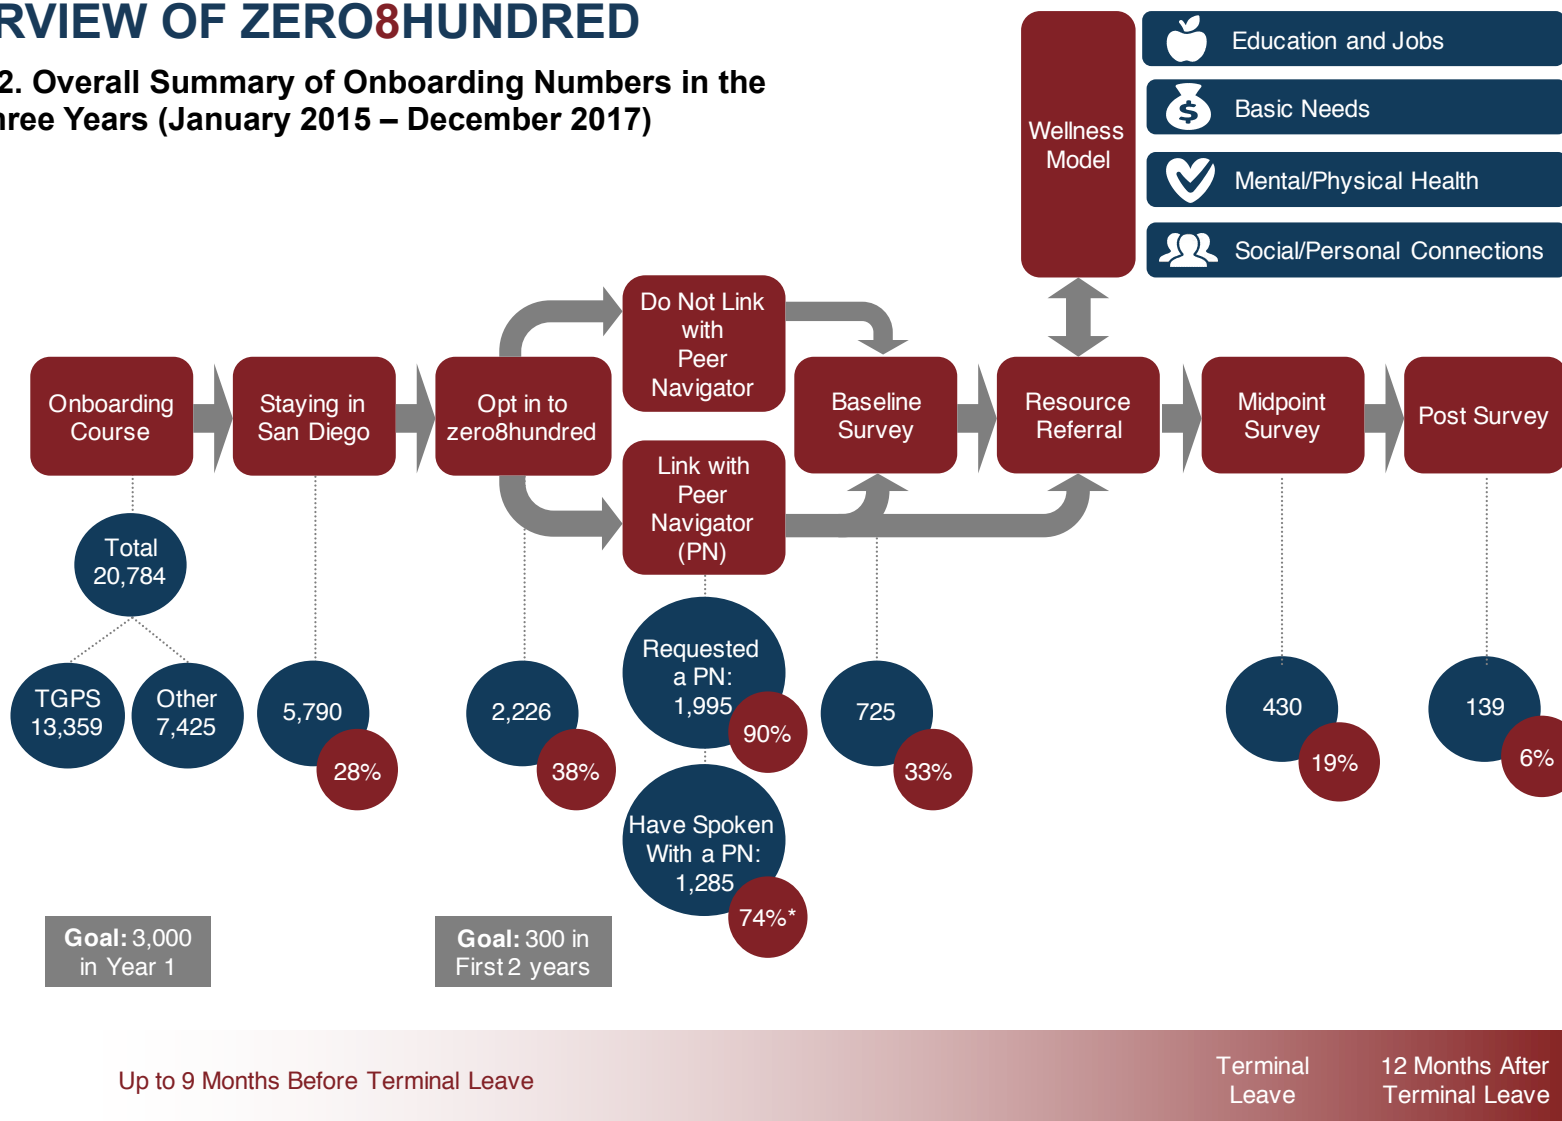 RVIEW OF ZERO8HUNDRED
2. Overall Summary of Onboarding Numbers in the
hree Years (January 2015 – December 2017)
Wellness
Model
Education and Jobs
Basic Needs
Mental/Physical Health
Social/Personal Connections
Onboarding
Course
Staying in
San Diego
Opt in to
zero8hundred
Do Not Link
with
Peer
Navigator
Link with
Peer
Navigator
(PN)
Baseline
Survey
Resource
Referral
Midpoint
Survey
Post Survey
Total
20,784
TGPS
13,359
Other
7,425
5,790
28%
2,226
38%
Requested
a PN:
1,995
90%
Have Spoken
With a PN:
1,285
74%*
725
33%
430
19%
139
6%
Goal: 3,000
in Year 1
Goal: 300 in
First 2 years
Up to 9 Months Before Terminal Leave
Terminal
Leave
12 Months After
Terminal Leave